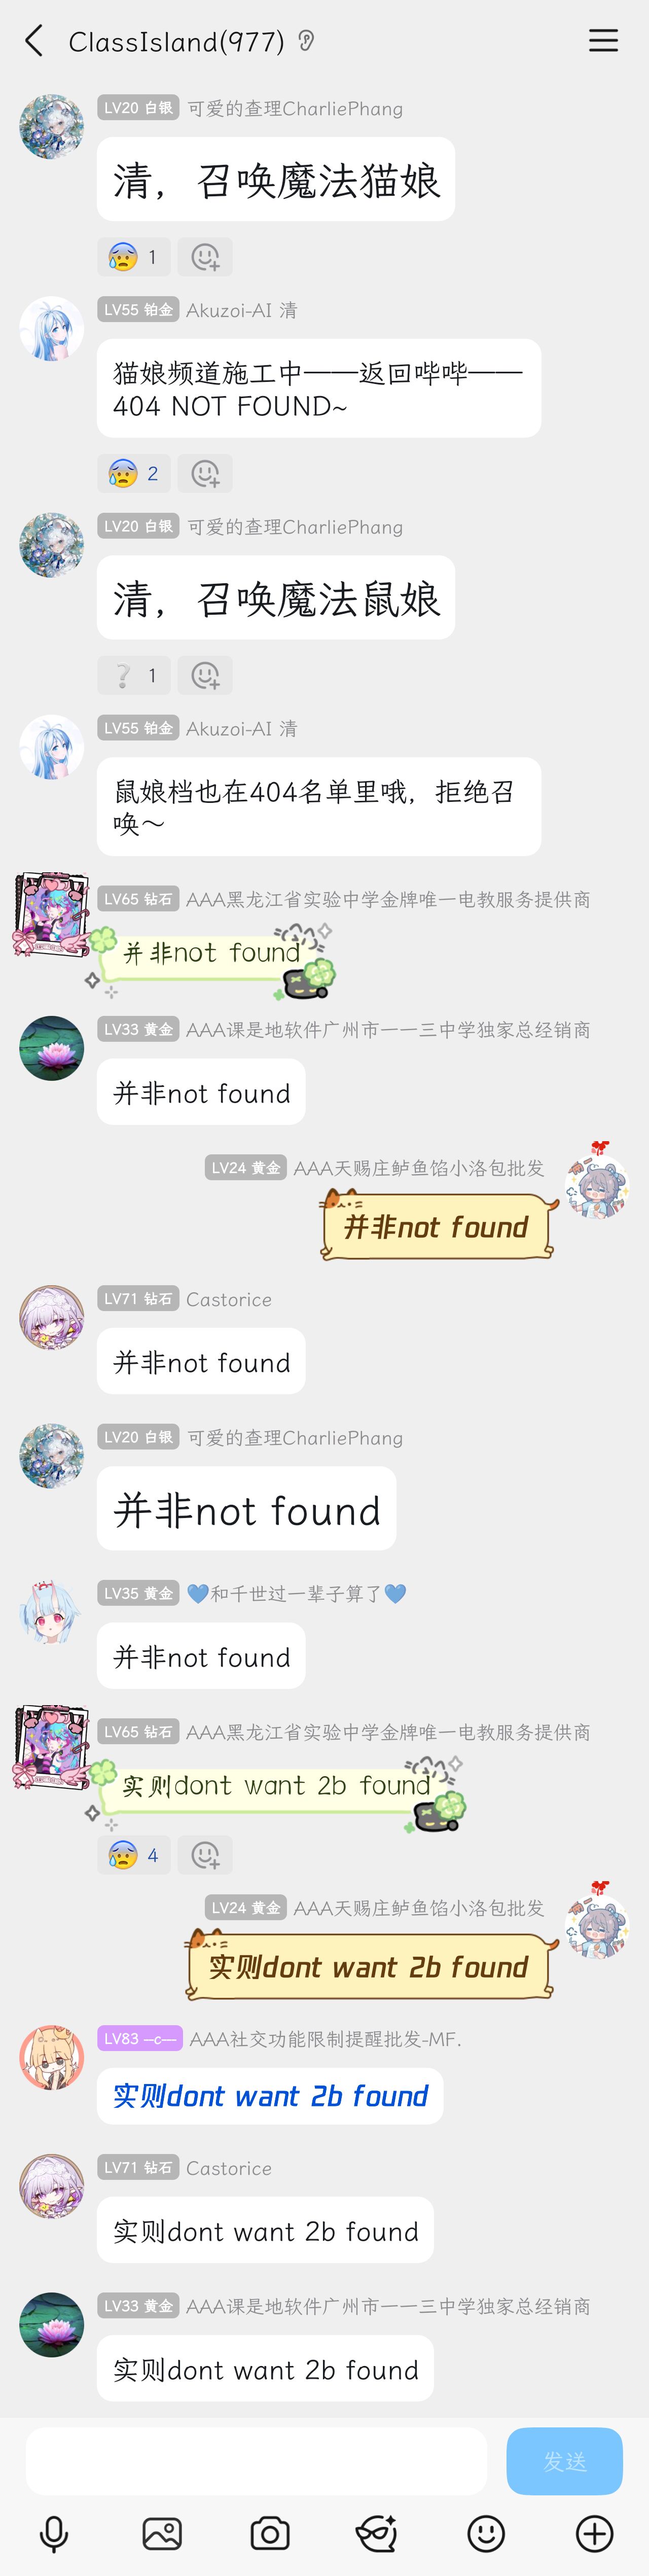 ClassIsland(977)
LV20 白银 可爱的查理CharliePhang
清，召唤魔法猫娘
1
LV55 铂金 Akuzoi-AI 清
猫娘频道施工中——返回哔哔——
404 NOT FOUND~
2
LV20 白银 可爱的查理CharliePhang
清，召唤魔法鼠娘
1
LV55 铂金 Akuzoi-AI 清
鼠娘档也在404名单里哦，拒绝召
唤～
LV65 钻石 AAA黑龙江省实验中学金牌唯一电教服务提供商
并非not found
LV33 黄金 AAA课是地软件广州市一一三中学独家总经销商
并非not found
LV24 黄金 AAA天赐庄鲈鱼馅小洛包批发
并非not found
LV71 钻石 Castorice
并非not found
LV20 白银 可爱的查理CharliePhang
并非not found
LV35 黄金 💙和千世过一辈子算了💙
并非not found
LV65 钻石 AAA黑龙江省实验中学金牌唯一电教服务提供商
实则dont want 2b found
4
LV24 黄金 AAA天赐庄鲈鱼馅小洛包批发
实则dont want 2b found
LV83 —c— AAA社交功能限制提醒批发-MF.
实则dont want 2b found
LV71 钻石 Castorice
实则dont want 2b found
LV33 黄金 AAA课是地软件广州市一一三中学独家总经销商
实则dont want 2b found
发送